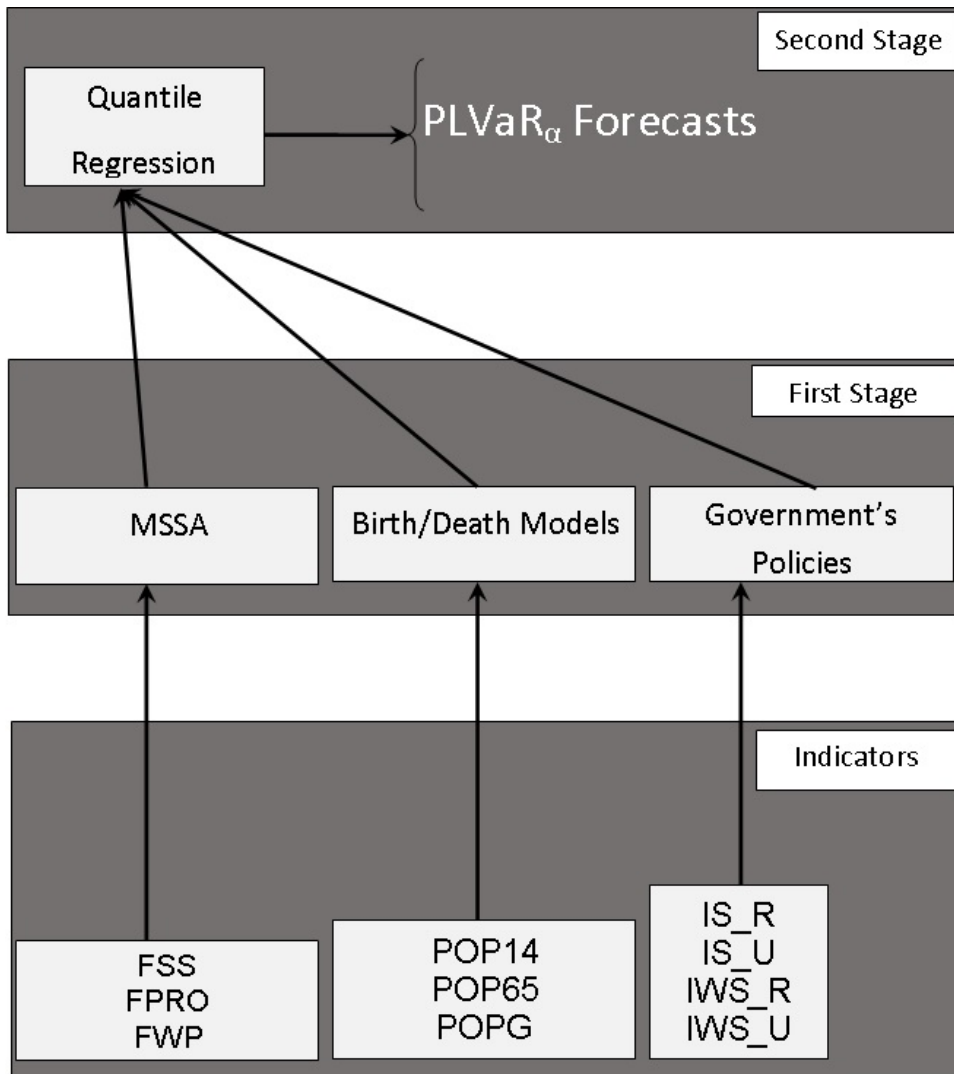 Second Stage
Quantile
Regression
PLVaRα Forecasts
First Stage
MSSA
Birth/Death Models
Government’s
Policies
Indicators
FSS
FPRO
FWP
POP14
POP65
POPG
IS_R
IS_U
IWS_R
IWS_U